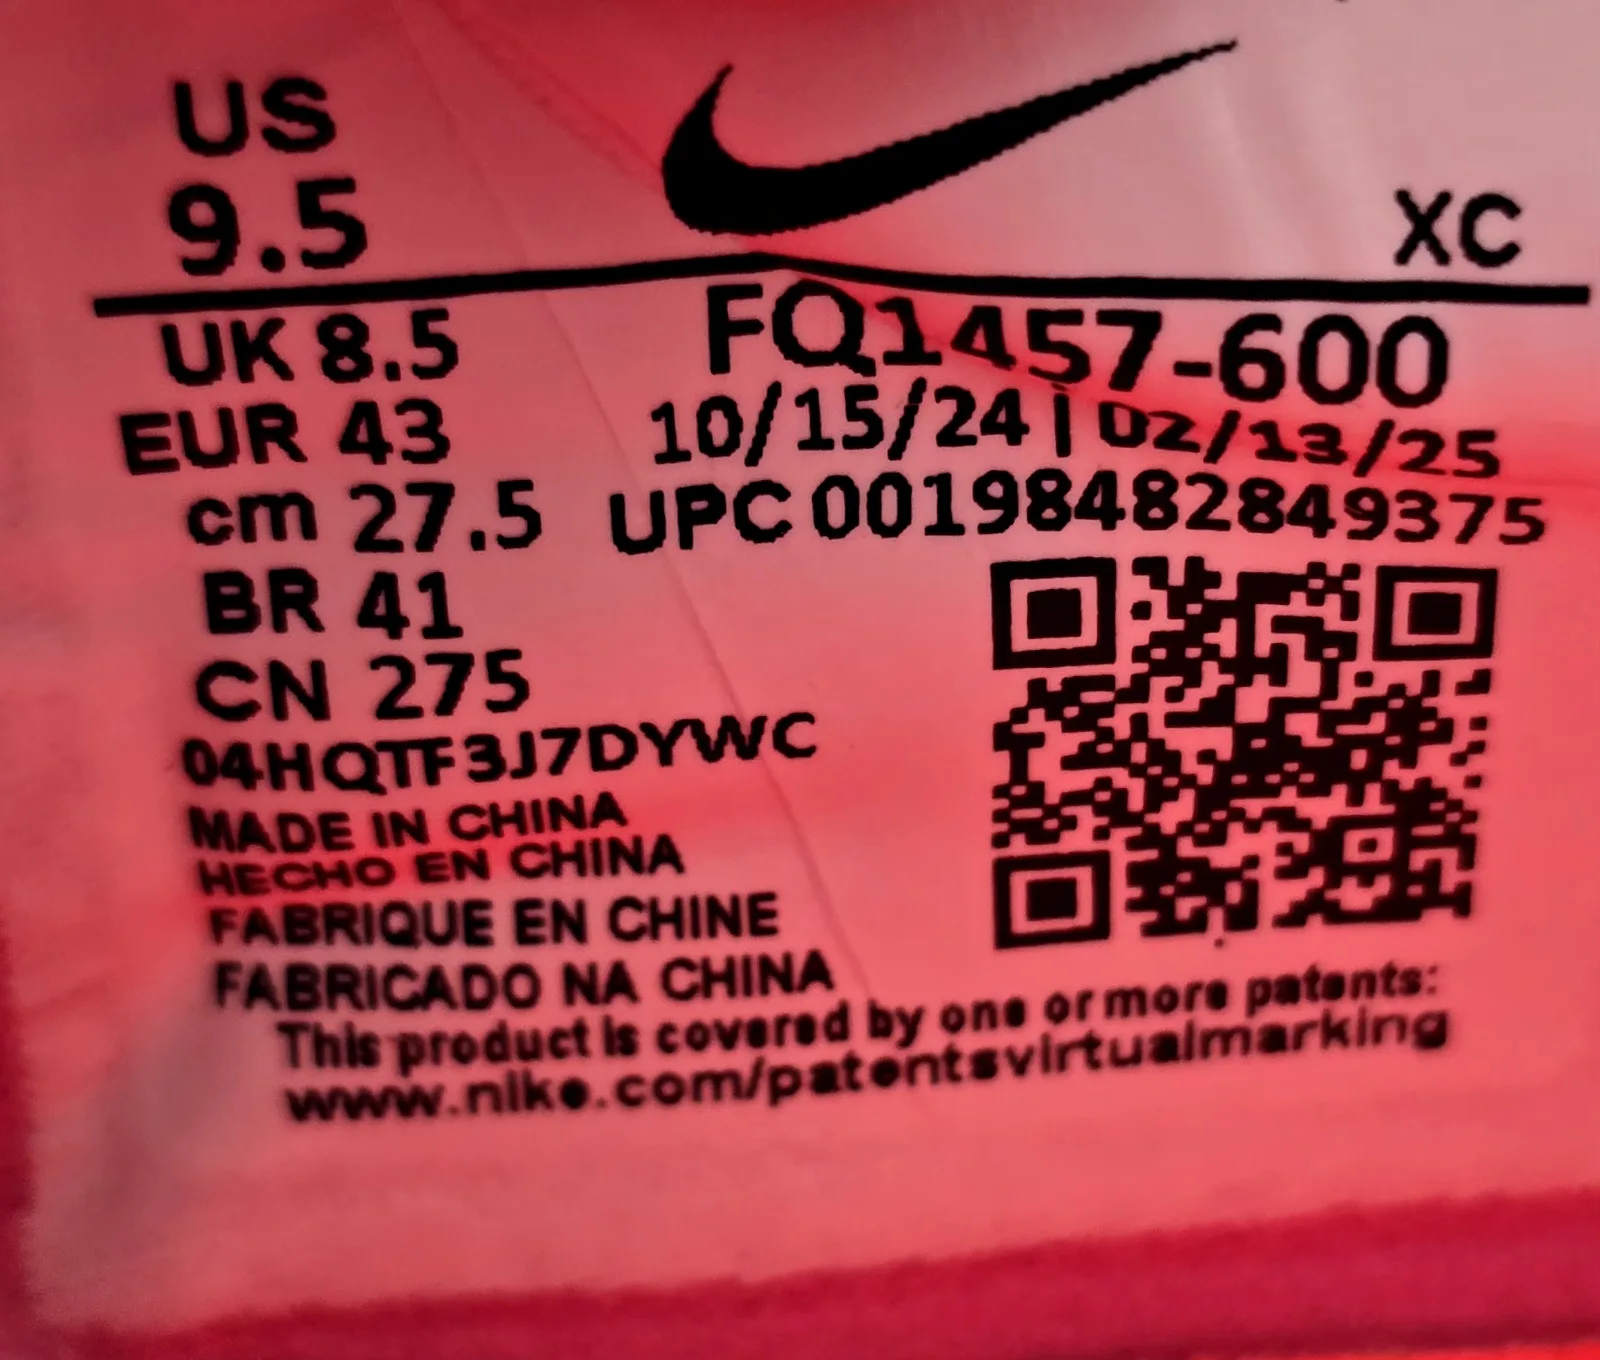 US
9.5
XC
UK 8.5
FQ1457-600
EUR 43
10/15/24 | 02/13/25
cm 27.5
UPC 00198482849375
BR 41
CN 275
04HQTF3J7DYWC
MADE IN CHINA
HECHO EN CHINA
FABRIQUE EN CHINE
FABRICADO NA CHINA
This product is covered by one or more patents:
www.nike.com/patentsvirtualmarking